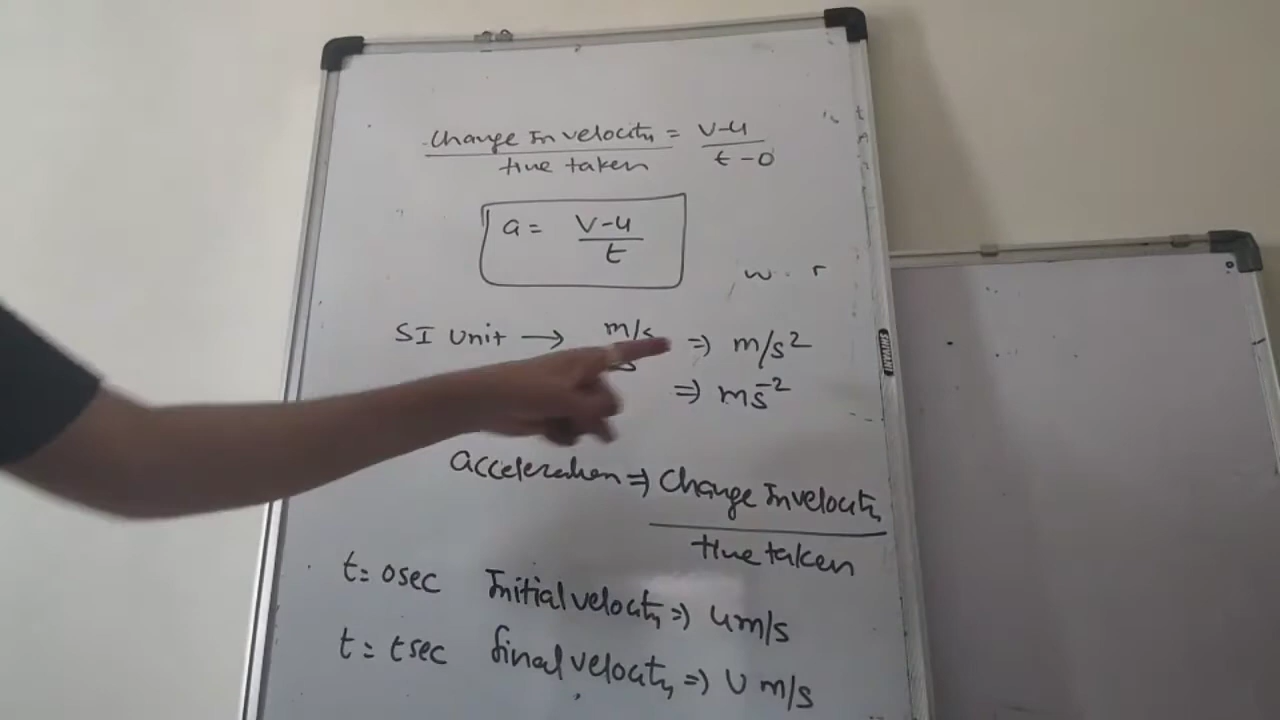 Change In velocity = v-u
time taken t-0
a = v-u
t
w. r
SI Unit → m/s ⇒ m/s²
s ⇒ ms⁻²
acceleration ⇒ Change In velocity
time taken
t = 0sec Initial velocity ⇒ u m/s
t = t sec final velocity ⇒ v m/s
SHIVANI